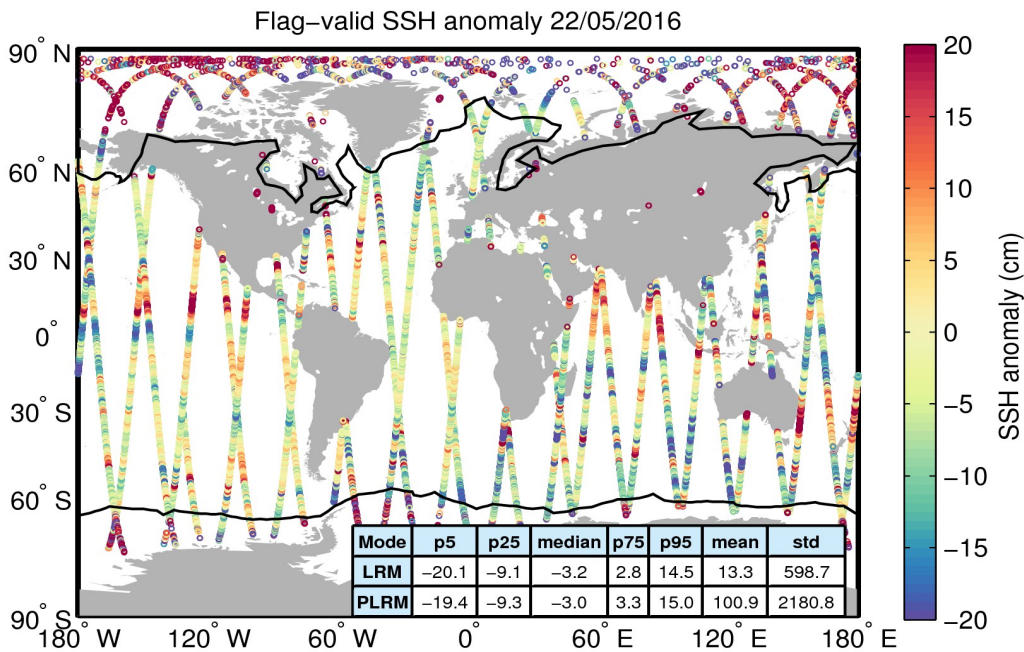 Flag−valid SSH anomaly 22/05/2016
90° N
60° N
30° N
0°
30° S
60° S
90° S
180° W 120° W 60° W 0° 60° E 120° E 180° E
Mode p5 p25 median p75 p95 mean std
LRM −20.1 −9.1 −3.2 2.8 14.5 13.3 598.7
PLRM −19.4 −9.3 −3.0 3.3 15.0 100.9 2180.8
20
15
10
5
0
−5
−10
−15
−20
SSH anomaly (cm)